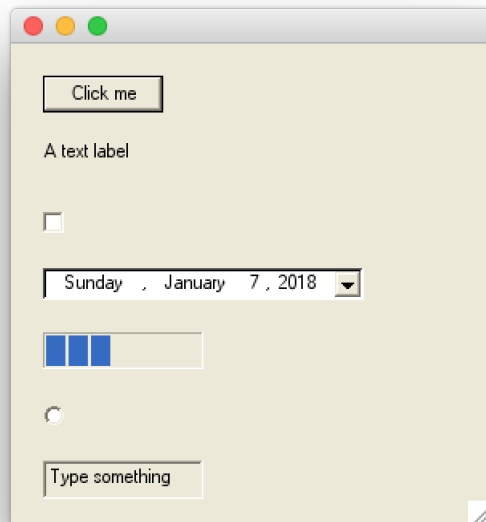 Click me
A text label
Sunday , January 7 , 2018
Type something